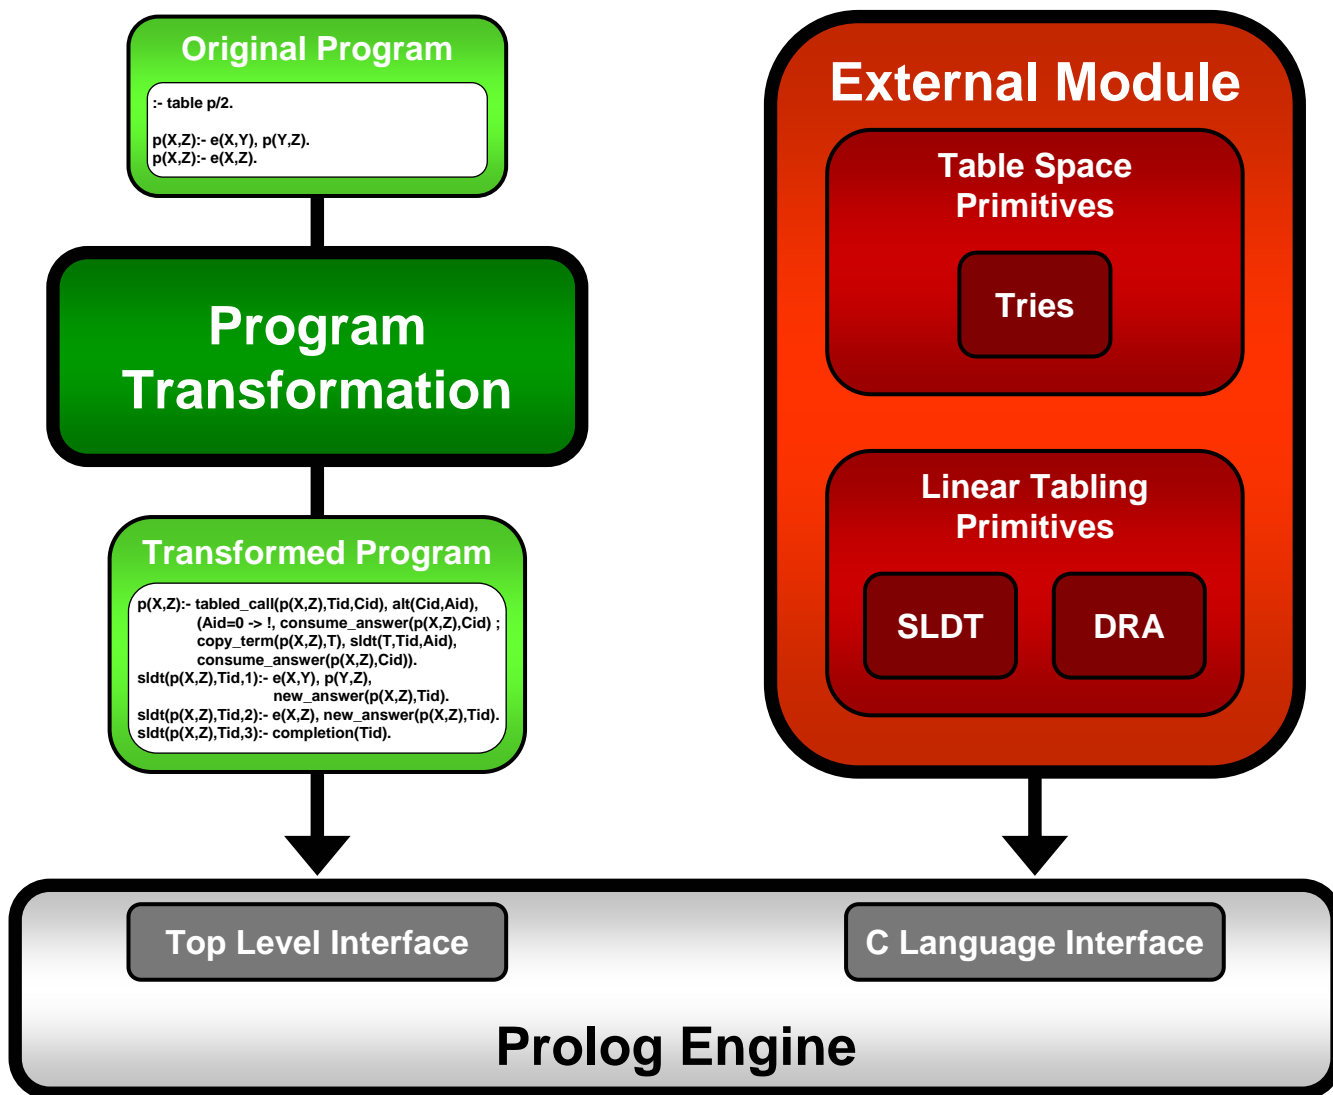 Original Program
:- table p/2.
p(X,Z):- e(X,Y), p(Y,Z).
p(X,Z):- e(X,Z).
Program
Transformation
Transformed Program
p(X,Z):- tabled_call(p(X,Z),Tid,Cid), alt(Cid,Aid),
(Aid=0 -> !, consume_answer(p(X,Z),Cid) ;
copy_term(p(X,Z),T), sldt(T,Tid,Aid),
consume_answer(p(X,Z),Cid)).
sldt(p(X,Z),Tid,1):- e(X,Y), p(Y,Z),
new_answer(p(X,Z),Tid).
sldt(p(X,Z),Tid,2):- e(X,Z), new_answer(p(X,Z),Tid).
sldt(p(X,Z),Tid,3):- completion(Tid).
External Module
Table Space
Primitives
Tries
Linear Tabling
Primitives
SLDT
DRA
Top Level Interface
C Language Interface
Prolog Engine